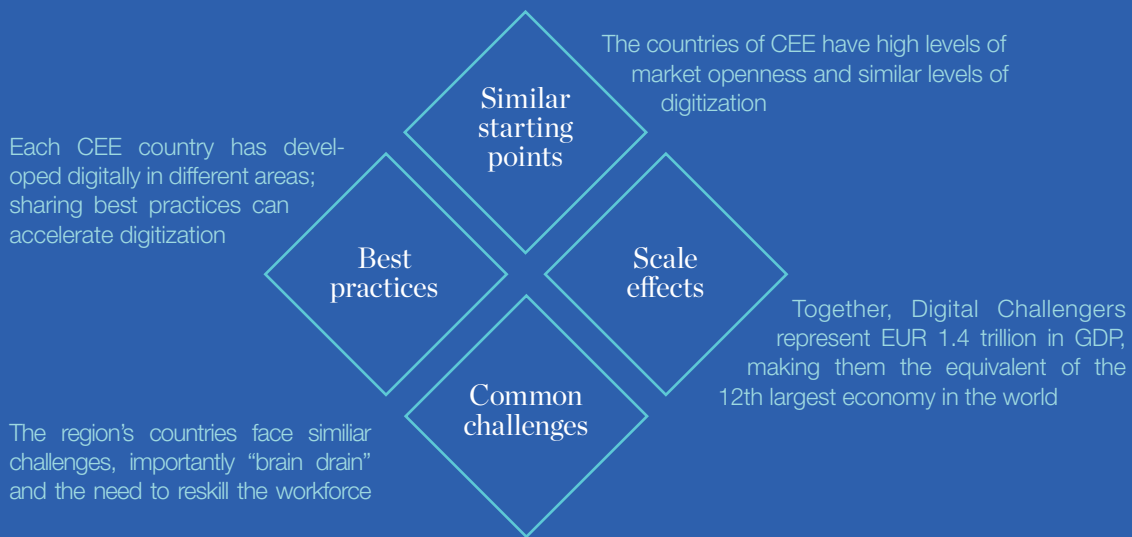 The countries of CEE have high levels of
market openness and similar levels of
digitization
Similar
starting
points
Each CEE country has devel-
oped digitally in different areas;
sharing best practices can
accelerate digitization
Best
practices
Scale
effects
Together, Digital Challengers
represent EUR 1.4 trillion in GDP,
making them the equivalent of the
12th largest economy in the world
Common
challenges
The region's countries face similiar
challenges, importantly “brain drain”
and the need to reskill the workforce